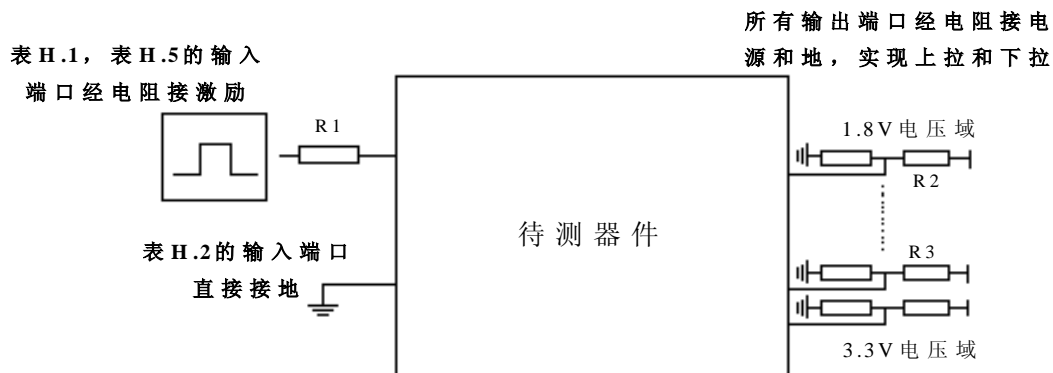 所有输出端口经电阻接电
源和地，实现上拉和下拉
表H.1，表H.5的输入
端口经电阻接激励
R1
1.8V电压域
R2
待测器件
表H.2的输入端口
直接接地
R3
3.3V电压域